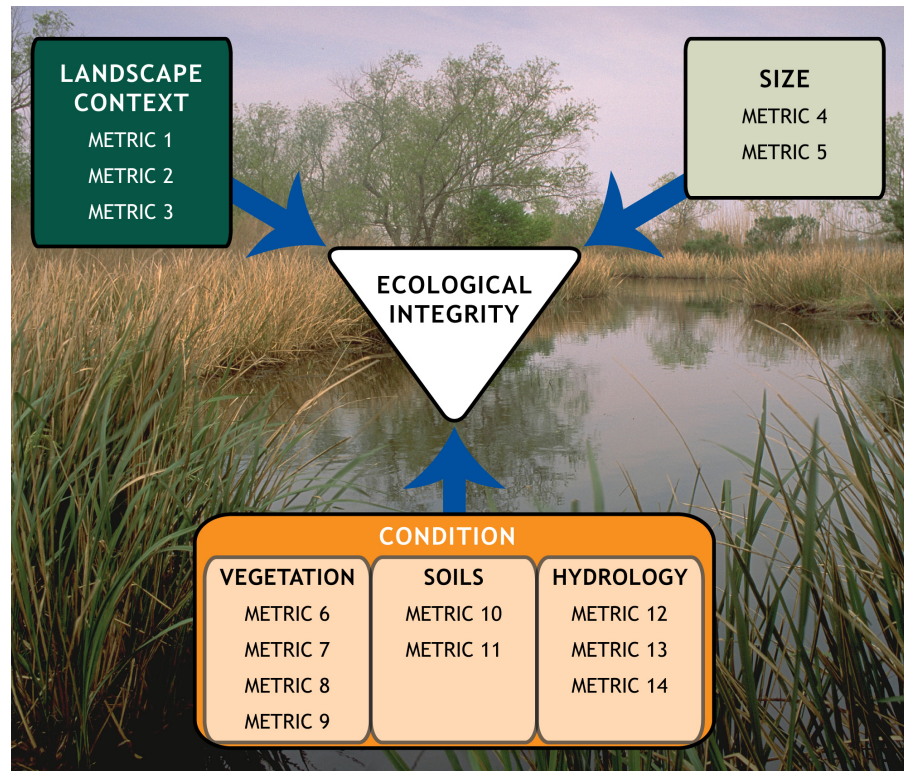 LANDSCAPE
CONTEXT
METRIC 1
METRIC 2
METRIC 3
SIZE
METRIC 4
METRIC 5
ECOLOGICAL
INTEGRITY
CONDITION
VEGETATION
METRIC 6
METRIC 7
METRIC 8
METRIC 9
SOILS
METRIC 10
METRIC 11
HYDROLOGY
METRIC 12
METRIC 13
METRIC 14